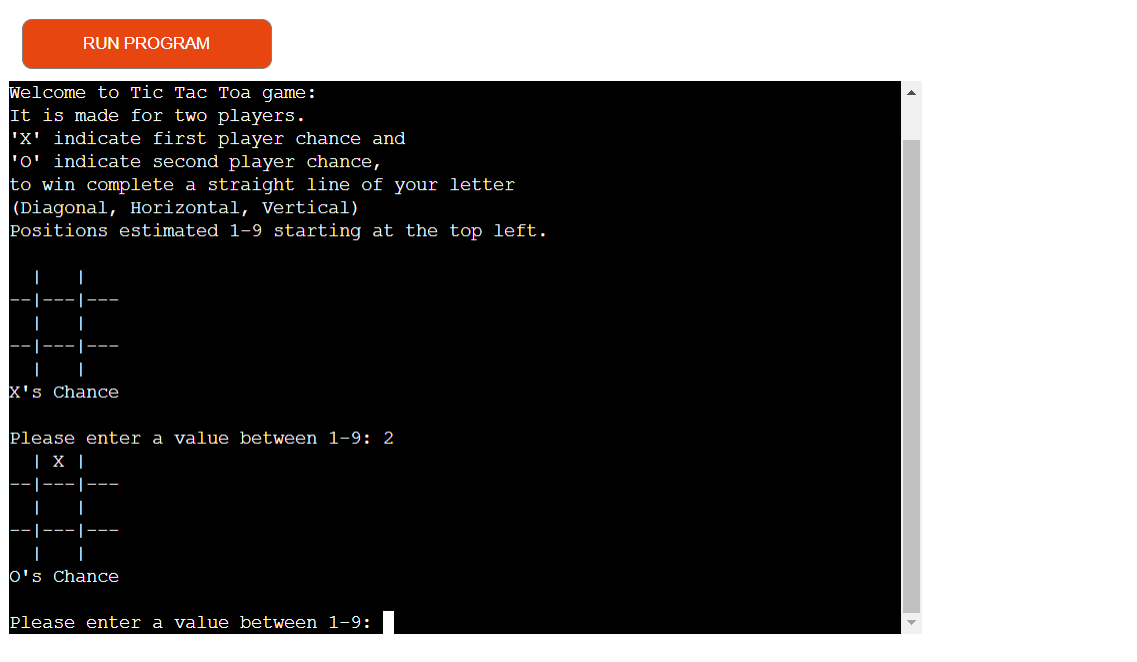 RUN PROGRAM
Welcome to Tic Tac Toa game:
It is made for two players.
'X' indicate first player chance and
'O' indicate second player chance,
to win complete a straight line of your letter
(Diagonal, Horizontal, Vertical)
Positions estimated 1-9 starting at the top left.
  |   |
--|---|---
  |   |
--|---|---
  |   |
X's Chance
Please enter a value between 1-9: 2
  | X |
--|---|---
  |   |
--|---|---
  |   |
O's Chance
Please enter a value between 1-9: